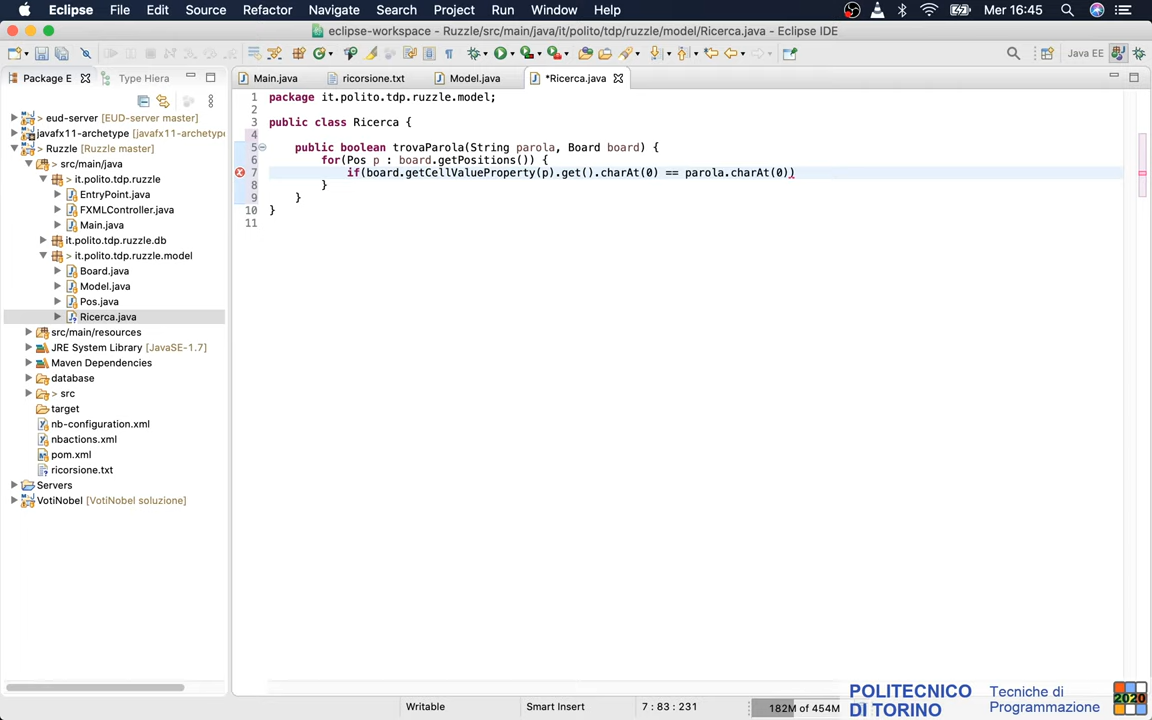 Eclipse File Edit Source Refactor Navigate Search Project Run Window Help Mer 16:45
eclipse-workspace - Ruzzle/src/main/java/it/polito/tdp/ruzzle/model/Ricerca.java - Eclipse IDE
Java EE
Package E Type Hiera
Main.java ricorsione.txt Model.java *Ricerca.java
> eud-server [EUD-server master]
javafx11-archetype [javafx11-archetype
> Ruzzle [Ruzzle master]
> src/main/java
> it.polito.tdp.ruzzle
EntryPoint.java
FXMLController.java
Main.java
it.polito.tdp.ruzzle.db
> it.polito.tdp.ruzzle.model
Board.java
Model.java
Pos.java
Ricerca.java
src/main/resources
JRE System Library [JavaSE-1.7]
Maven Dependencies
database
> src
target
nb-configuration.xml
nbactions.xml
pom.xml
ricorsione.txt
Servers
VotiNobel [VotiNobel soluzione]
1 package it.polito.tdp.ruzzle.model;
2
3 public class Ricerca {
4
5 public boolean trovaParola(String parola, Board board) {
6 for(Pos p : board.getPositions()) {
7 if(board.getCellValueProperty(p).get().charAt(0) == parola.charAt(0))
8 }
9 }
10 }
11
Writable Smart Insert 7 : 83 : 231 182M of 454M
POLITECNICO
DI TORINO
Tecniche di
Programmazione
2020